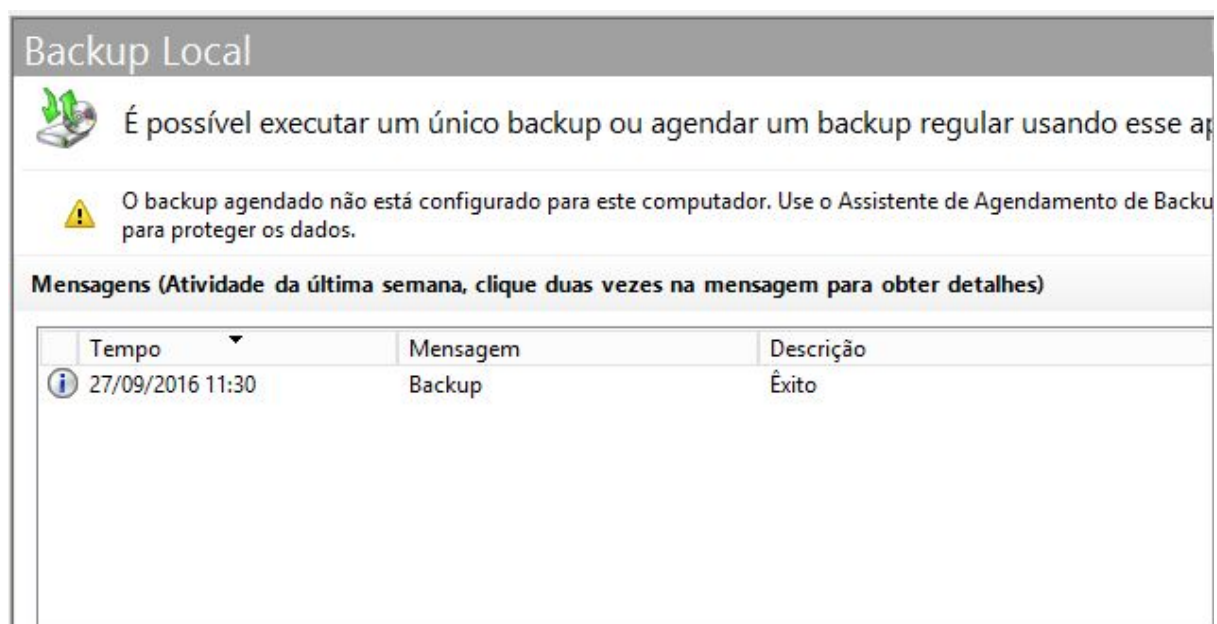 Backup Local
É possível executar um único backup ou agendar um backup regular usando esse
O backup agendado não está configurado para este computador. Use o Assistente de Agendamento de
para proteger os dados.
Mensagens (Atividade da última semana, clique duas vezes na mensagem para obter detalhes)
Tempo Mensagem Descrição
27/09/2016 11:30 Backup Êxito